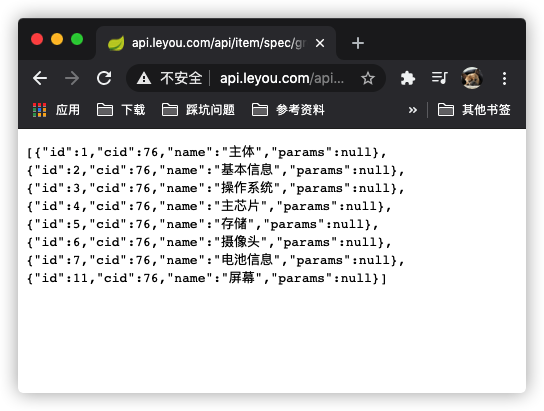 api.leyou.com/api/item/spec/gr
不安全 api.leyou.com/api...
应用 下载 踩坑问题 参考资料 » 其他书签
[{"id":1,"cid":76,"name":"主体","params":null},
{"id":2,"cid":76,"name":"基本信息","params":null},
{"id":3,"cid":76,"name":"操作系统","params":null},
{"id":4,"cid":76,"name":"主芯片","params":null},
{"id":5,"cid":76,"name":"存储","params":null},
{"id":6,"cid":76,"name":"摄像头","params":null},
{"id":7,"cid":76,"name":"电池信息","params":null},
{"id":11,"cid":76,"name":"屏幕","params":null}]